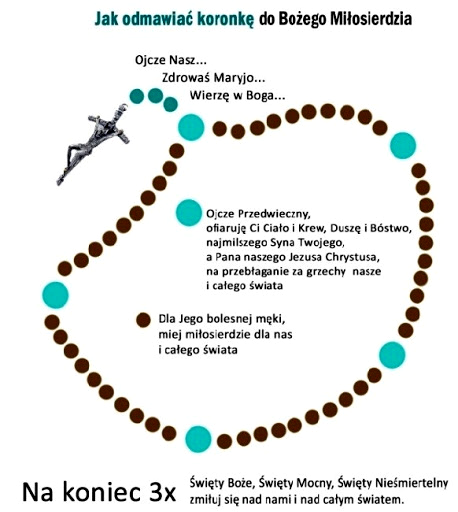 Jak odmawiać koronkę do Bożego Miłosierdzia
Ojcze Nasz...
Zdrowaś Maryjo...
Wierzę w Boga...
Ojcze Przedwieczny,
ofiaruję Ci Ciało i Krew, Duszę i Bóstwo,
najmilszego Syna Twojego,
a Pana naszego Jezusa Chrystusa,
na przebłaganie za grzechy nasze
i całego świata
Dla Jego bolesnej męki,
miej miłosierdzie dla nas
i całego świata
Na koniec 3x
Święty Boże, Święty Mocny, Święty Nieśmiertelny
zmiłuj się nad nami i nad całym światem.